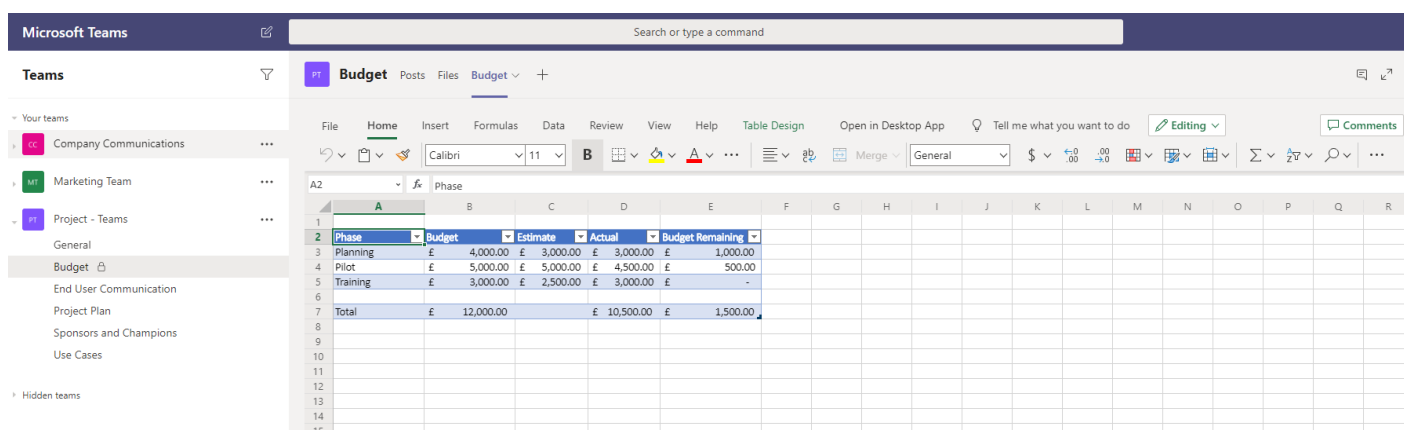 Microsoft Teams
Search or type a command
Teams
PT Budget Posts Files Budget
Your teams
CC Company Communications
MT Marketing Team
PT Project - Teams
General
Budget
End User Communication
Project Plan
Sponsors and Champions
Use Cases
Hidden teams
File Home Insert Formulas Data Review View Help Table Design Open in Desktop App Tell me what you want to do Editing Comments
Calibri 11 B A ab Merge General $ .00 .00
A2 fx Phase
A B C D E F G H I J K L M N O P Q R
1
2 Phase Budget Estimate Actual Budget Remaining
3 Planning £ 4,000.00 £ 3,000.00 £ 3,000.00 £ 1,000.00
4 Pilot £ 5,000.00 £ 5,000.00 £ 4,500.00 £ 500.00
5 Training £ 3,000.00 £ 2,500.00 £ 3,000.00 £ -
6
7 Total £ 12,000.00 £ 10,500.00 £ 1,500.00
8
9
10
11
12
13
14